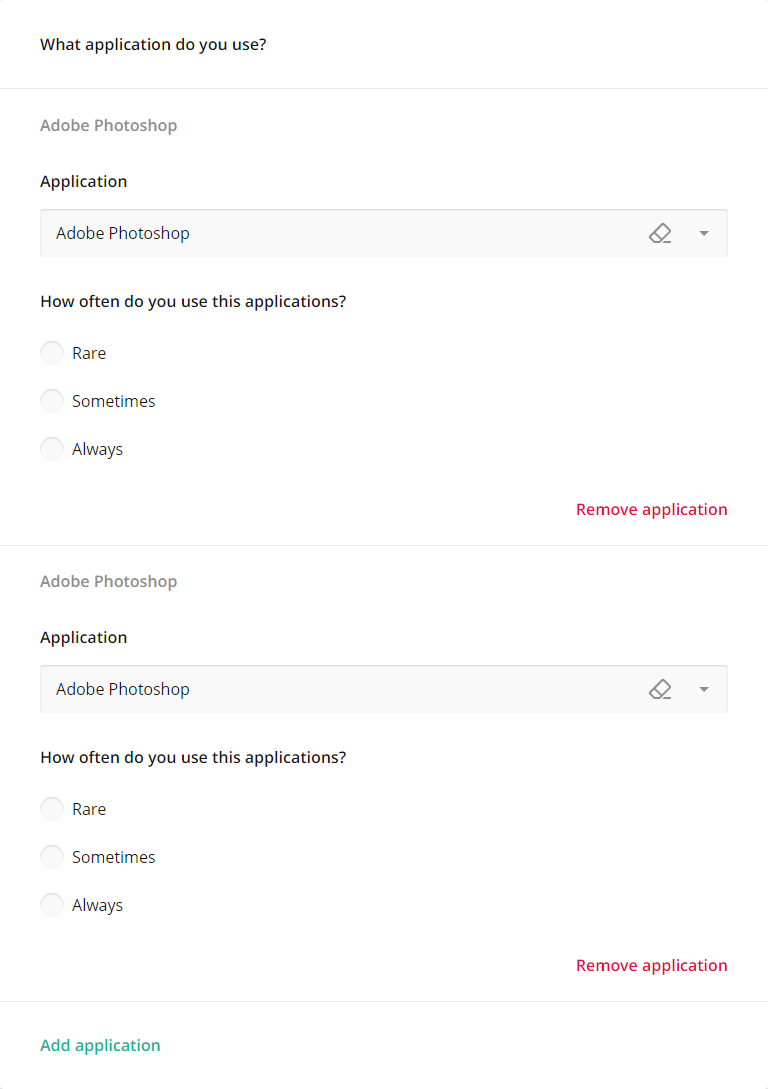 What application do you use?
Adobe Photoshop
Application
Adobe Photoshop
How often do you use this applications?
Rare
Sometimes
Always
Remove application
Adobe Photoshop
Application
Adobe Photoshop
How often do you use this applications?
Rare
Sometimes
Always
Remove application
Add application